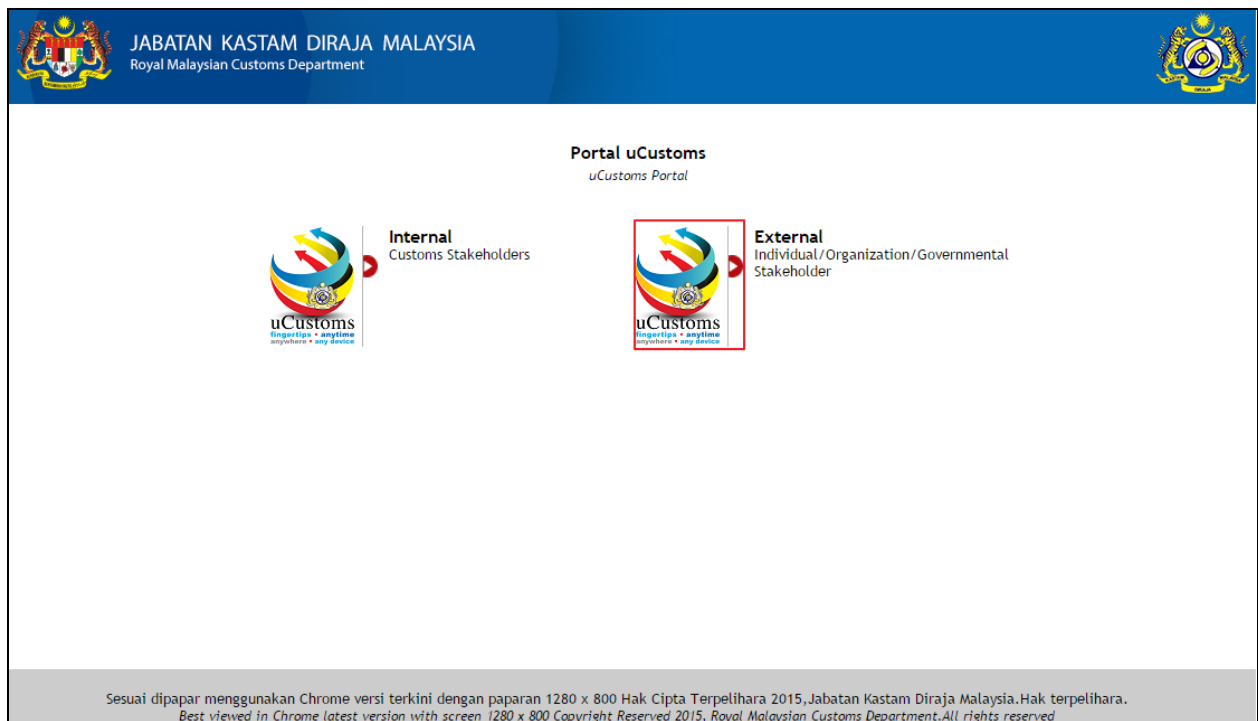 JABATAN KASTAM DIRAJA MALAYSIA
Royal Malaysian Customs Department
Portal uCustoms
uCustoms Portal
Internal
Customs Stakeholders
uCustoms
fingertips • anytime
anywhere • any device
External
Individual/Organization/Governmental
Stakeholder
uCustoms
fingertips • anytime
anywhere • any device
Sesuai dipapar menggunakan Chrome versi terkini dengan paparan 1280 x 800 Hak Cipta Terpelihara 2015,Jabatan Kastam Diraja Malaysia.Hak terpelihara.
Best viewed in Chrome latest version with screen 1280 x 800 Copyright Reserved 2015, Royal Malaysian Customs Department.All rights reserved